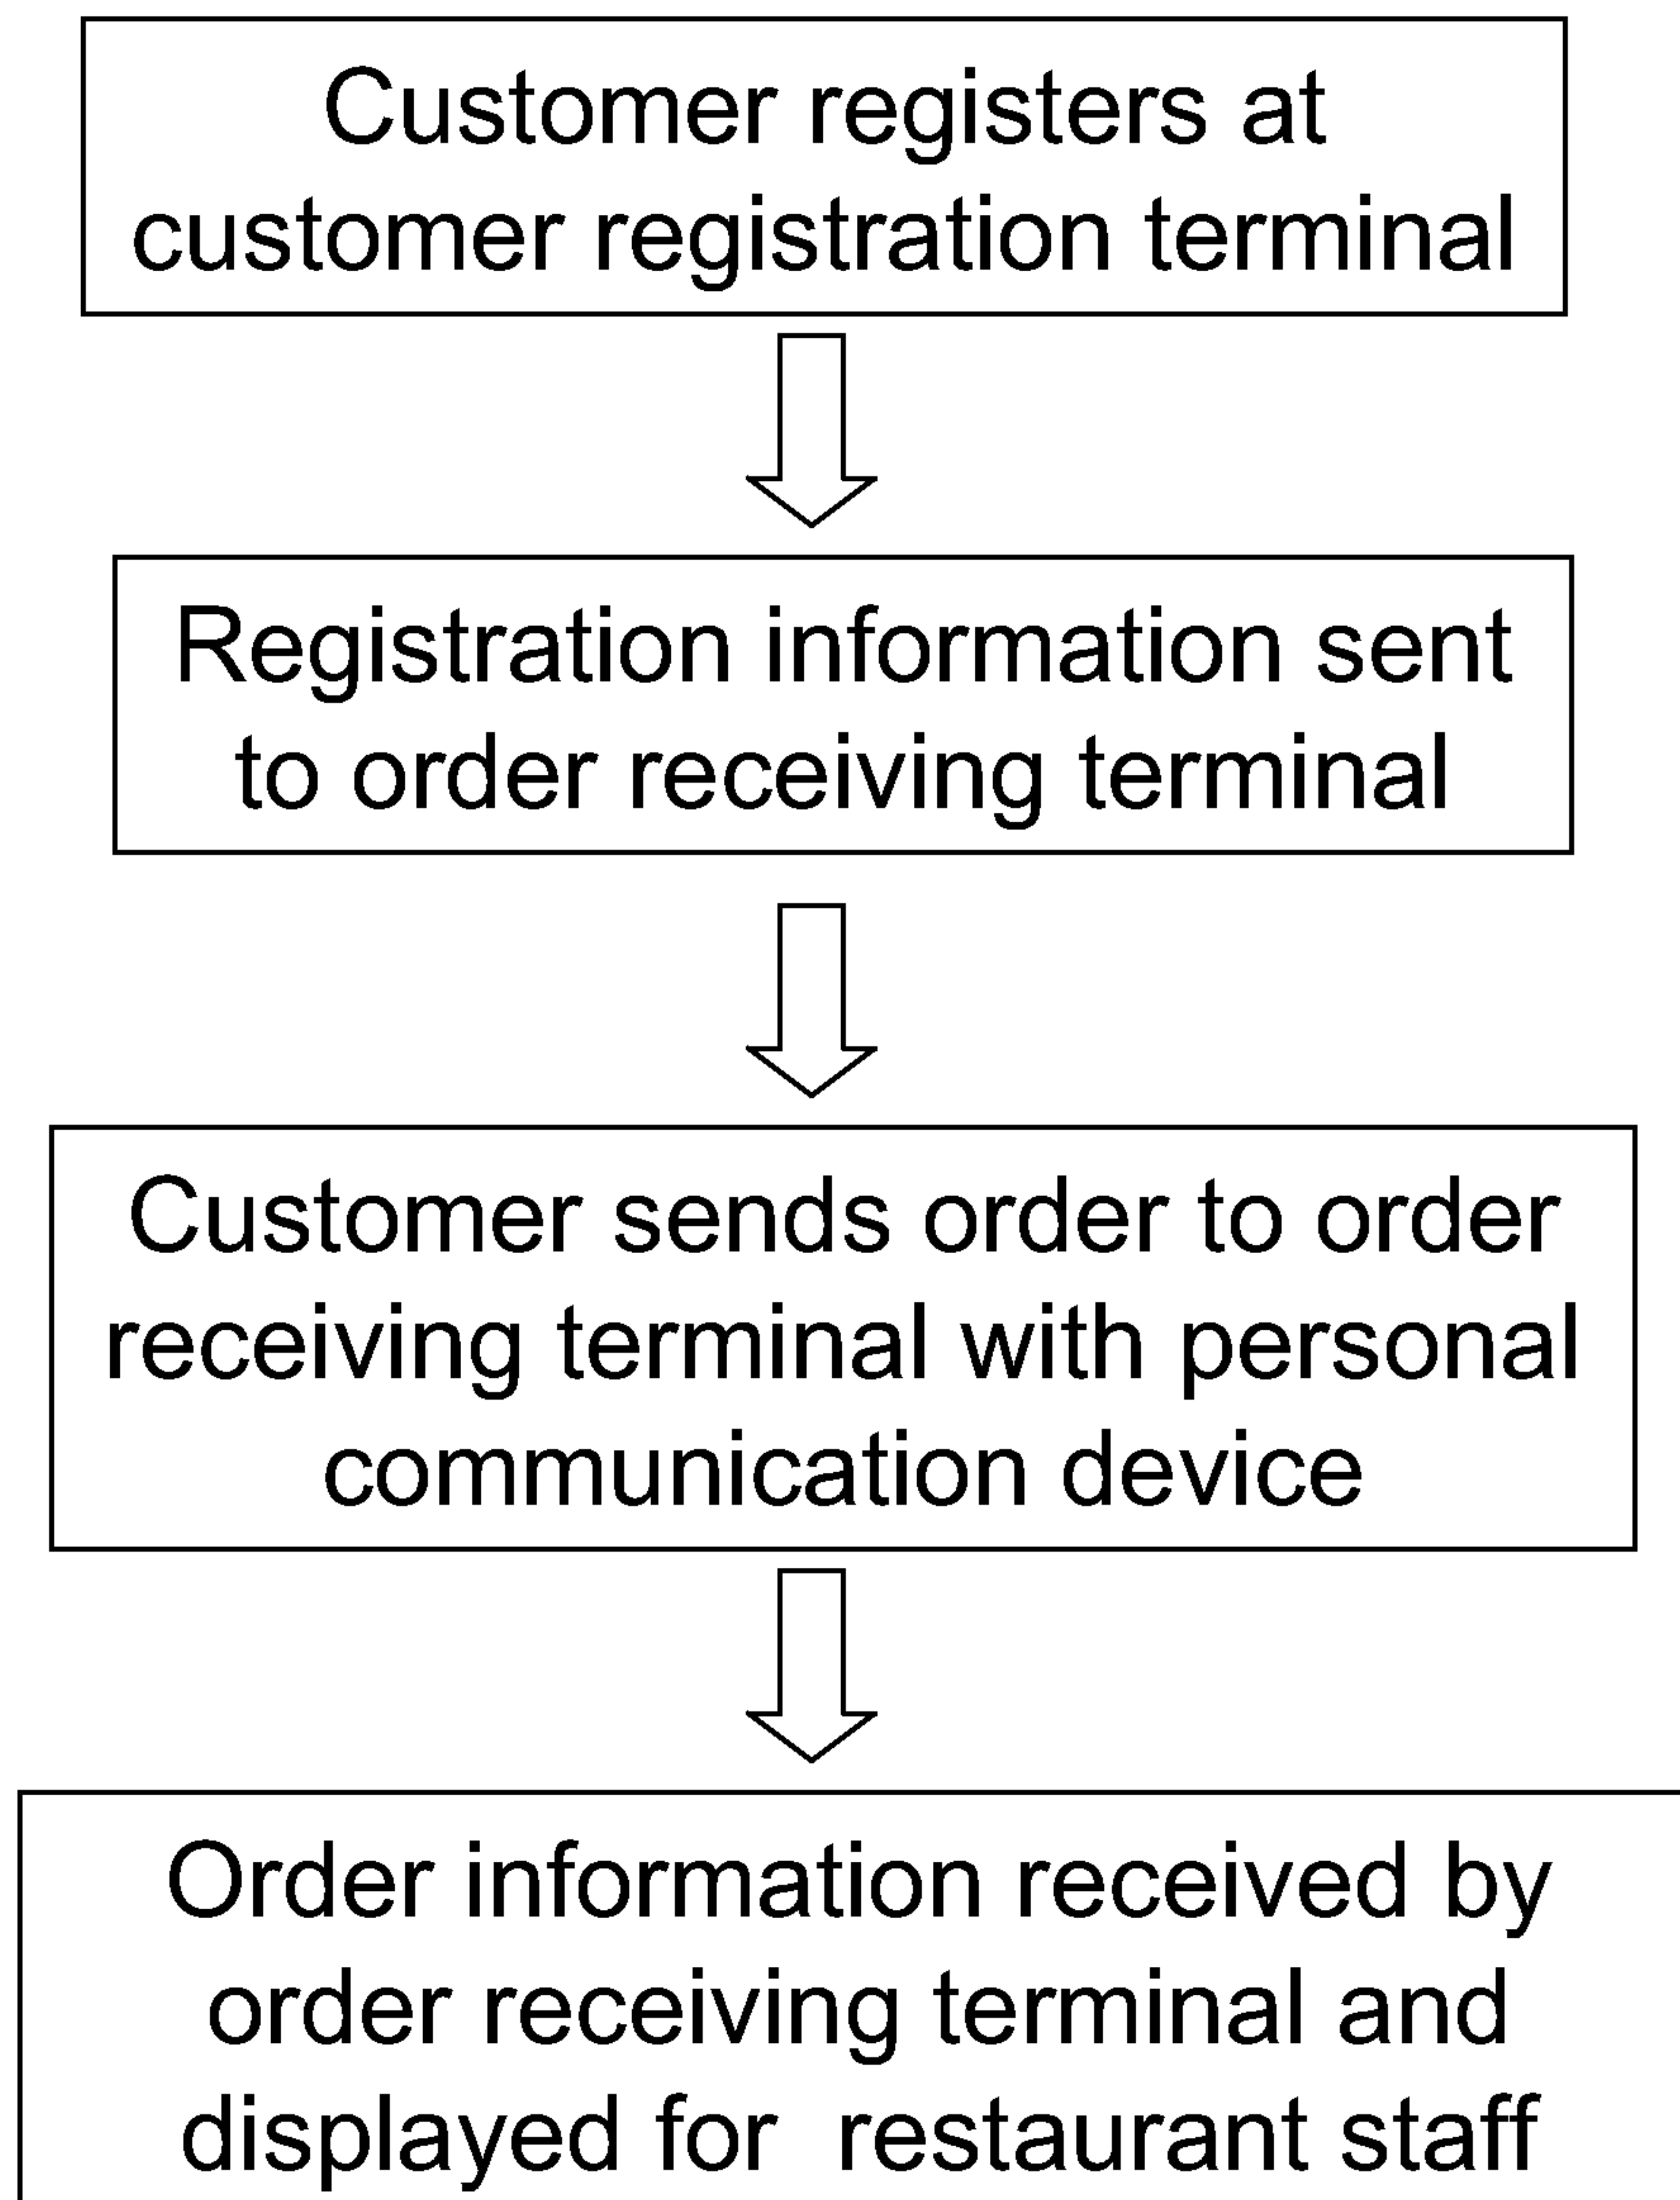 Customer registers at
customer registration terminal
Registration information sent
to order receiving terminal
Customer sends order to order
receiving terminal with personal
communication device
Order information received by
order receiving terminal and
displayed for restaurant staff